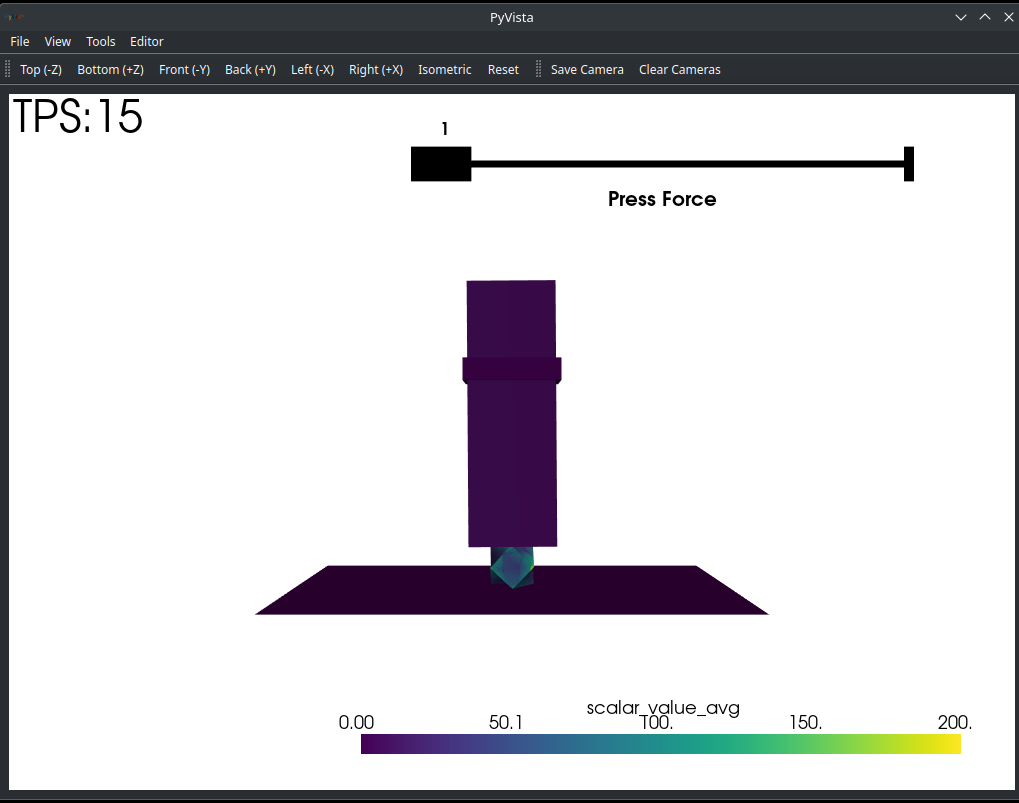 PyVista
File View Tools Editor
Top (-Z) Bottom (+Z) Front (-Y) Back (+Y) Left (-X) Right (+X) Isometric Reset Save Camera Clear Cameras
TPS:15
1
Press Force
scalar_value_avg
0.00 50.1 100. 150. 200.